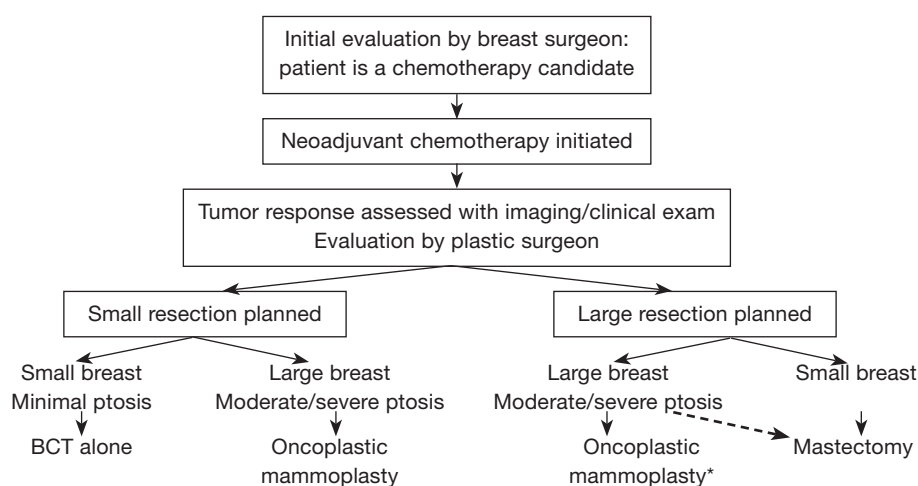 Initial evaluation by breast surgeon:
patient is a chemotherapy candidate
Neoadjuvant chemotherapy initiated
Tumor response assessed with imaging/clinical exam
Evaluation by plastic surgeon
Small resection planned
Large resection planned
Small breast
Minimal ptosis
BCT alone
Large breast
Moderate/severe ptosis
Oncoplastic
mammoplasty
Large breast
Moderate/severe ptosis
Oncoplastic
mammoplasty*
Small breast
Mastectomy